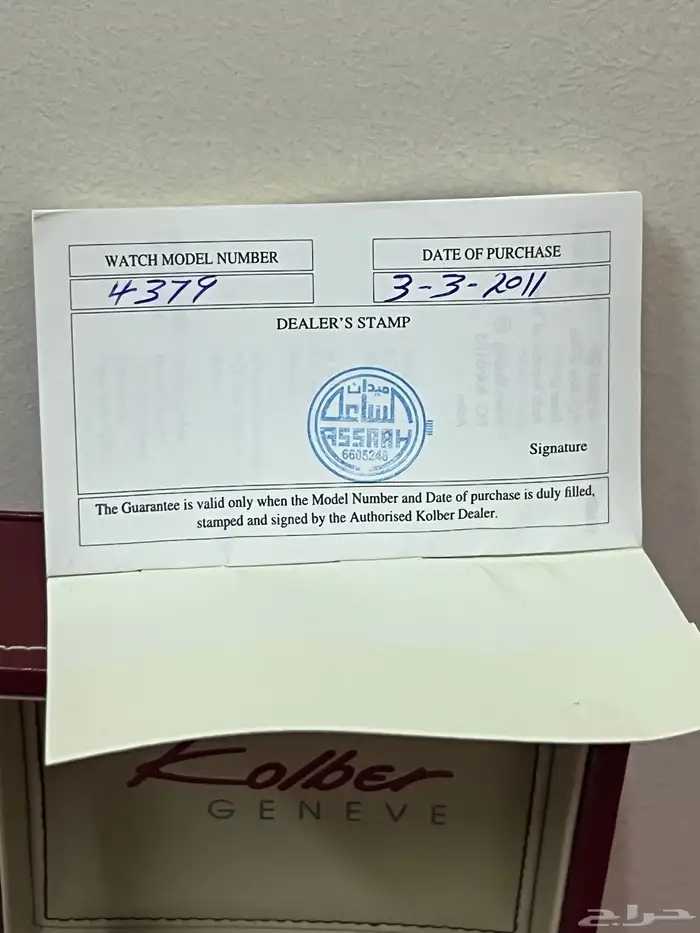 WATCH MODEL NUMBER
4379
DATE OF PURCHASE
3-3-2011
DEALER'S STAMP
ميدان
الساعة
ASSAAH
6605248
Signature
The Guarantee is valid only when the Model Number and Date of purchase is duly filled,
stamped and signed by the Authorised Kolber Dealer.
Kolber
GENEVE
حراج